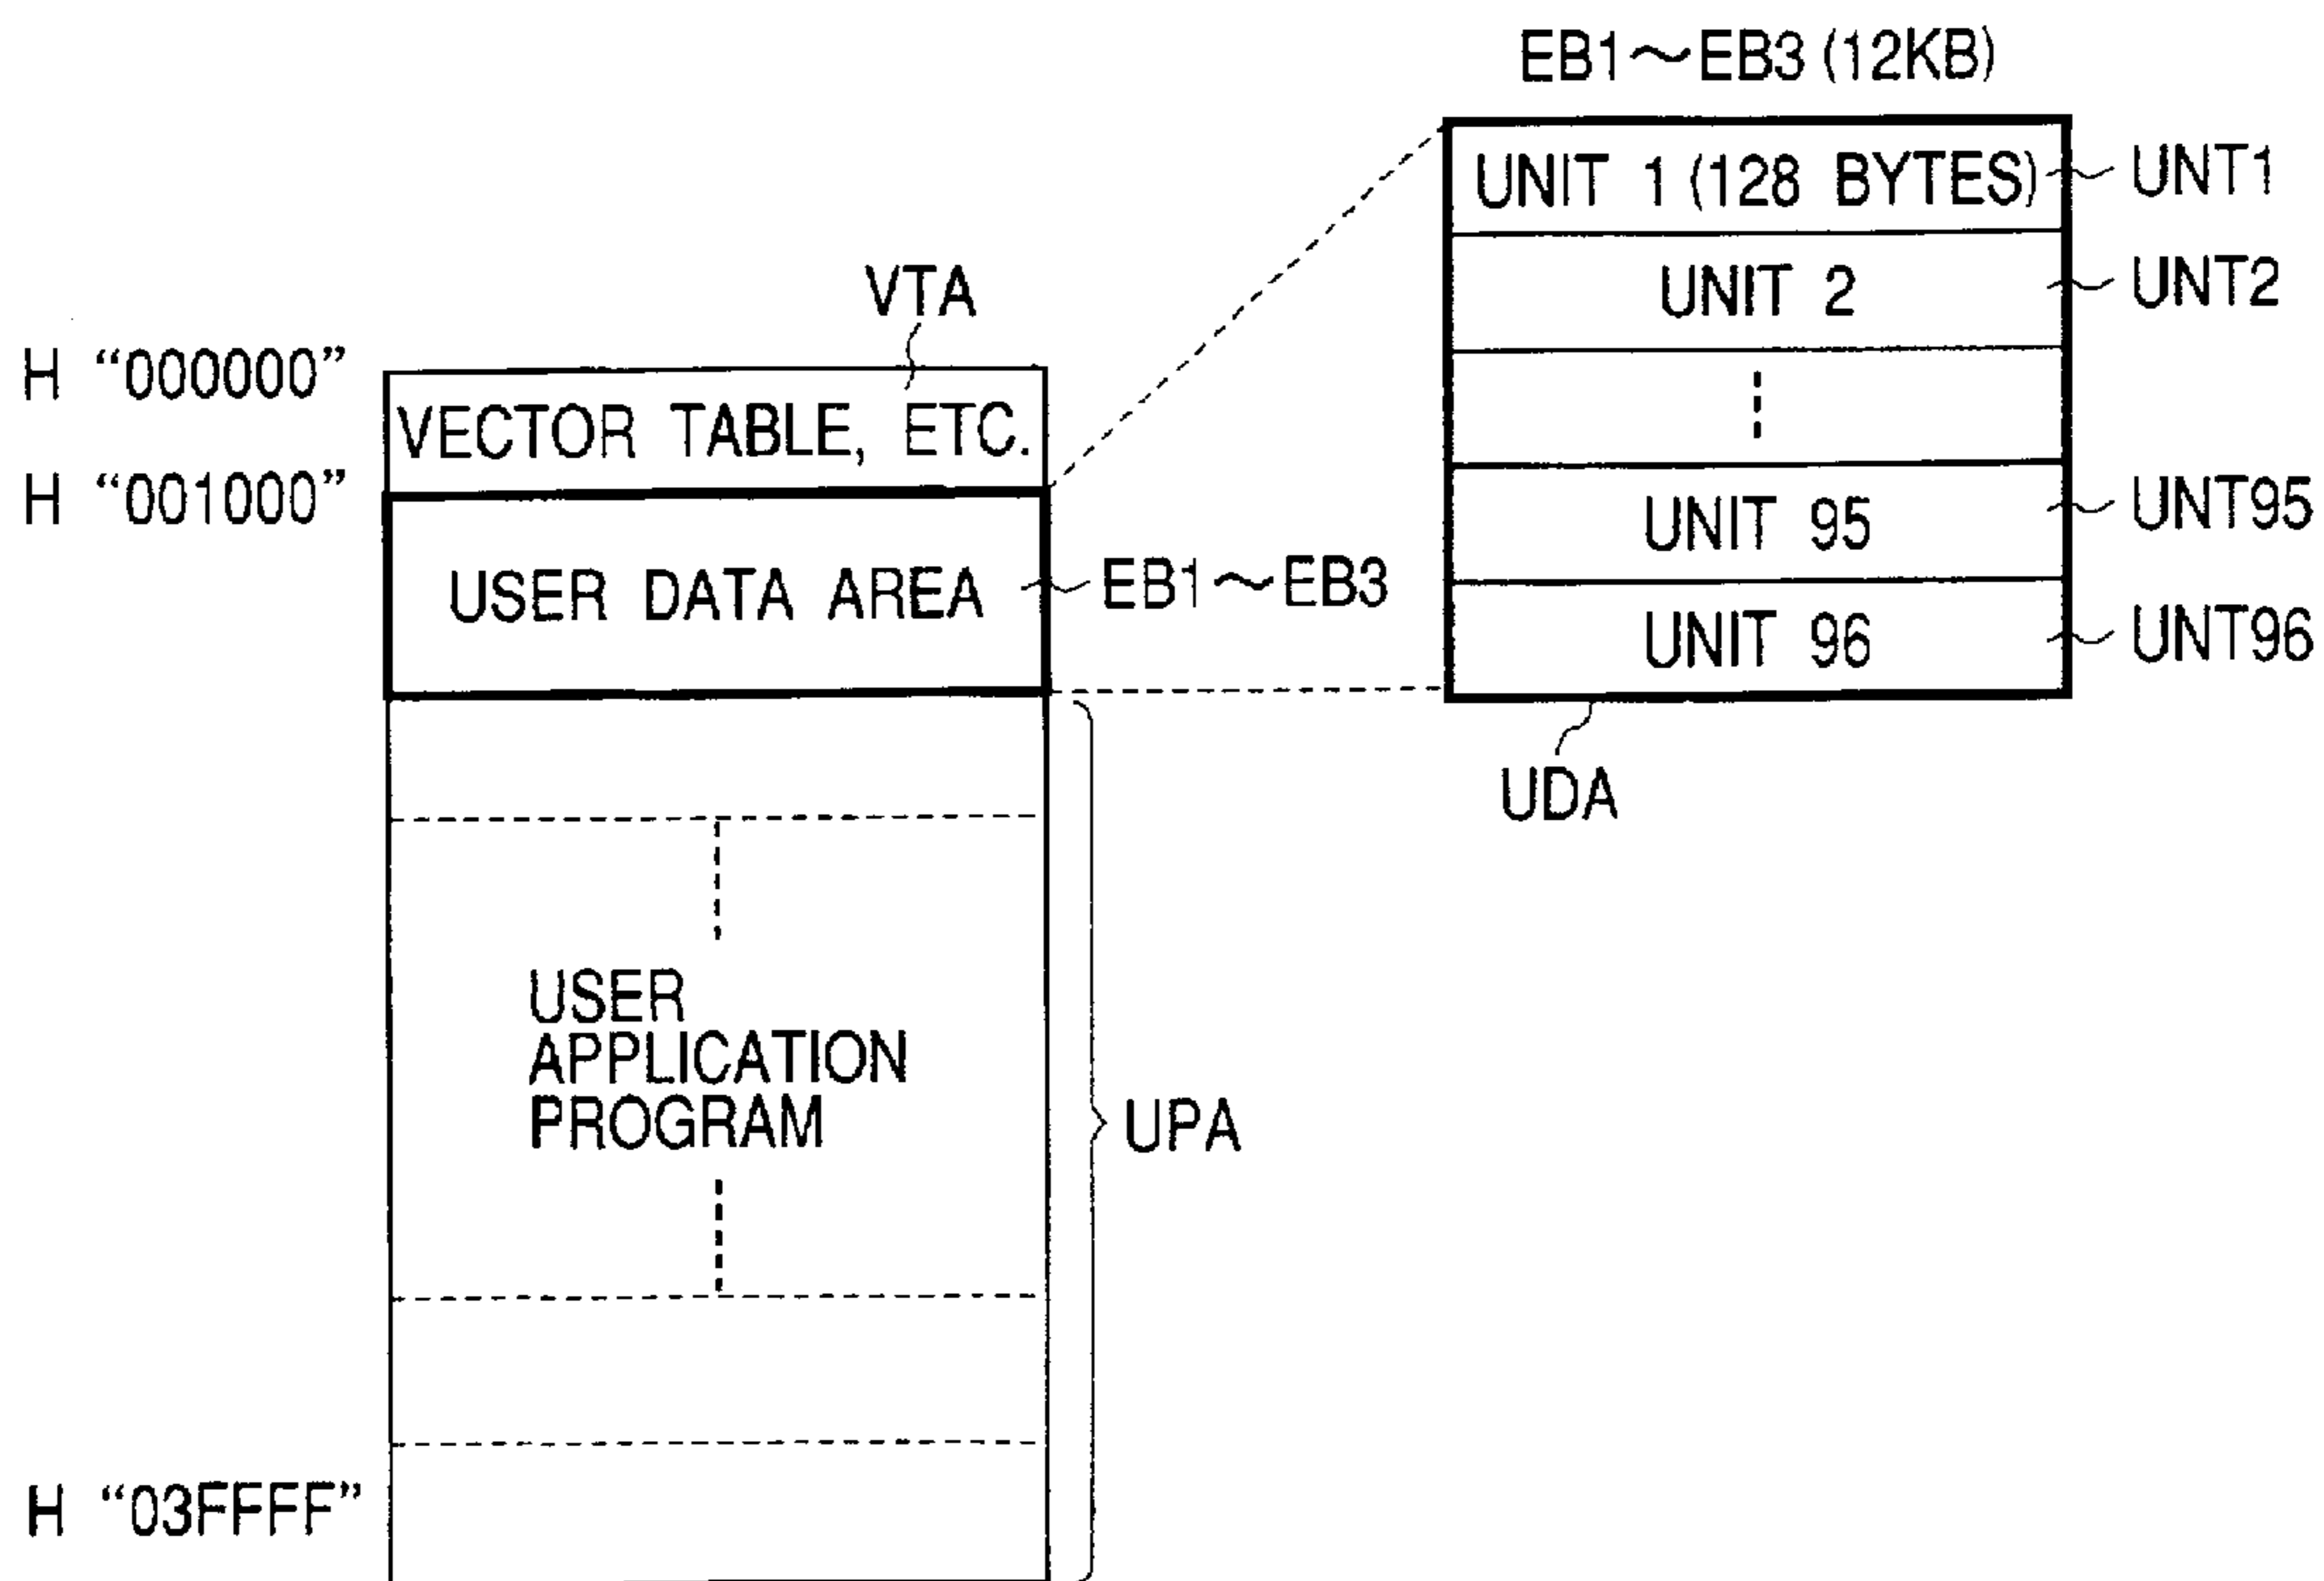 EB1～EB3 (12KB)
UNIT 1 (128 BYTES) UNT1
UNIT 2 UNT2
UNIT 95 UNT95
UNIT 96 UNT96
UDA
VTA
H “000000”
VECTOR TABLE, ETC.
H “001000”
USER DATA AREA EB1～EB3
USER
APPLICATION
PROGRAM
UPA
H “03FFFF”